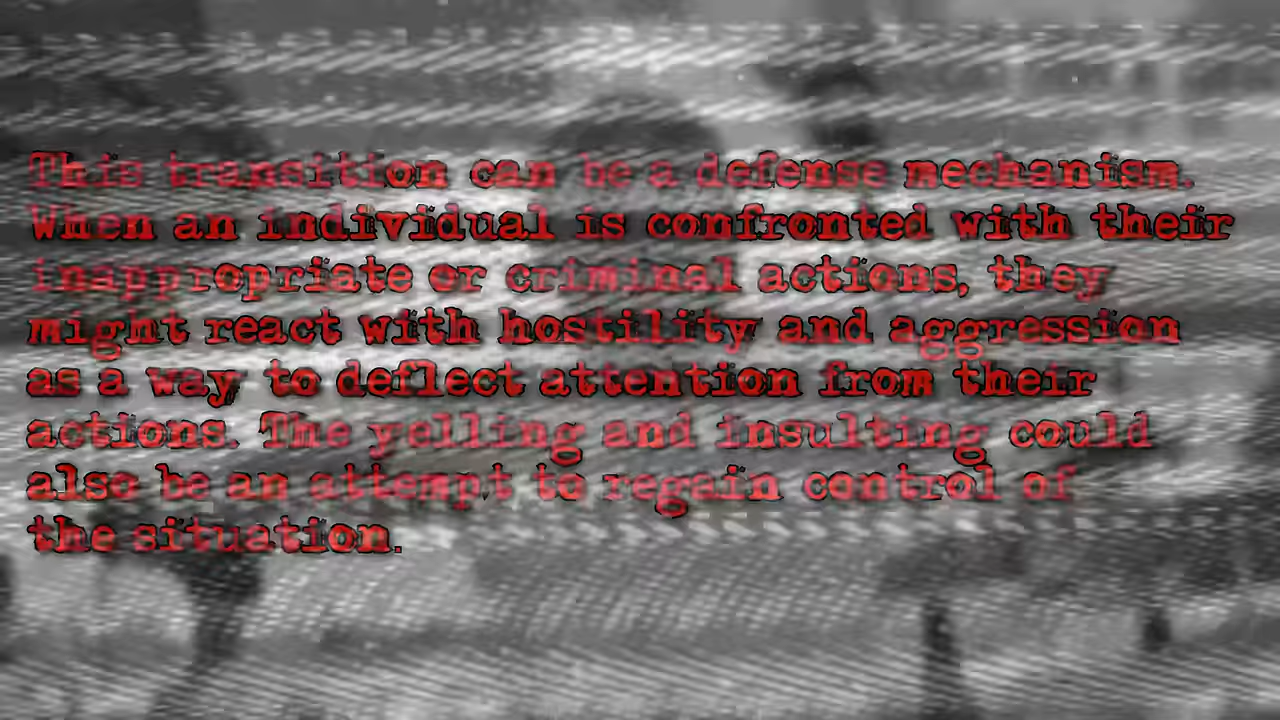 This transition can be a defense mechanism.
When an individual is confronted with their
inappropriate or criminal actions, they
might react with hostility and aggression
as a way to deflect attention from their
actions. The yelling and insulting could
also be an attempt to regain control of
the situation.